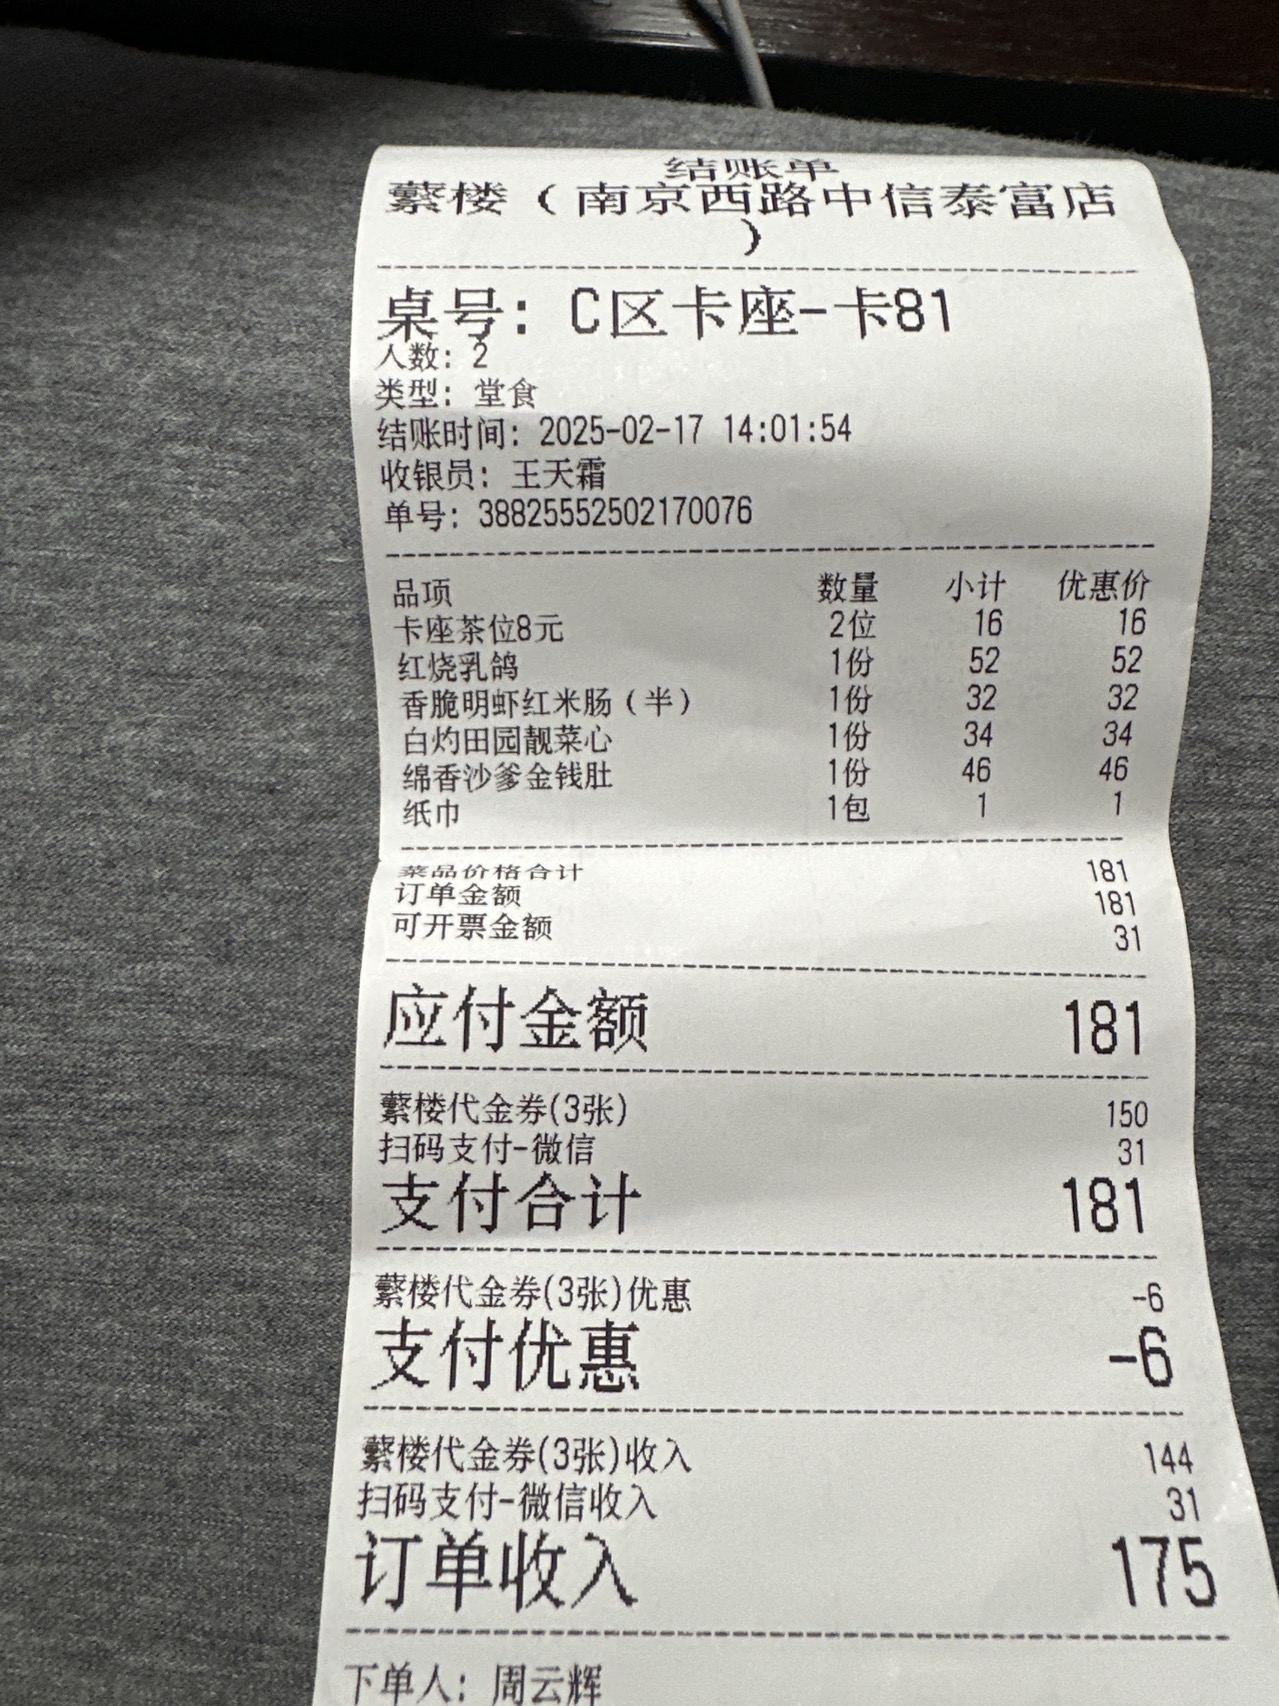 结账单
蘩楼（南京西路中信泰富店
）
桌号: C区卡座-卡81
人数: 2
类型: 堂食
结账时间: 2025-02-17 14:01:54
收银员: 王天霜
单号: 38825552502170076
品项 数量 小计 优惠价
卡座茶位8元 2位 16 16
红烧乳鸽 1份 52 52
香脆明虾红米肠（半） 1份 32 32
白灼田园靓菜心 1份 34 34
绵香沙爹金钱肚 1份 46 46
纸巾 1包 1 1
菜品价格合计 181
订单金额 181
可开票金额 31
应付金额 181
蘩楼代金券(3张) 150
扫码支付-微信 31
支付合计 181
蘩楼代金券(3张)优惠 -6
支付优惠 -6
蘩楼代金券(3张)收入 144
扫码支付-微信收入 31
订单收入 175
下单人: 周云辉